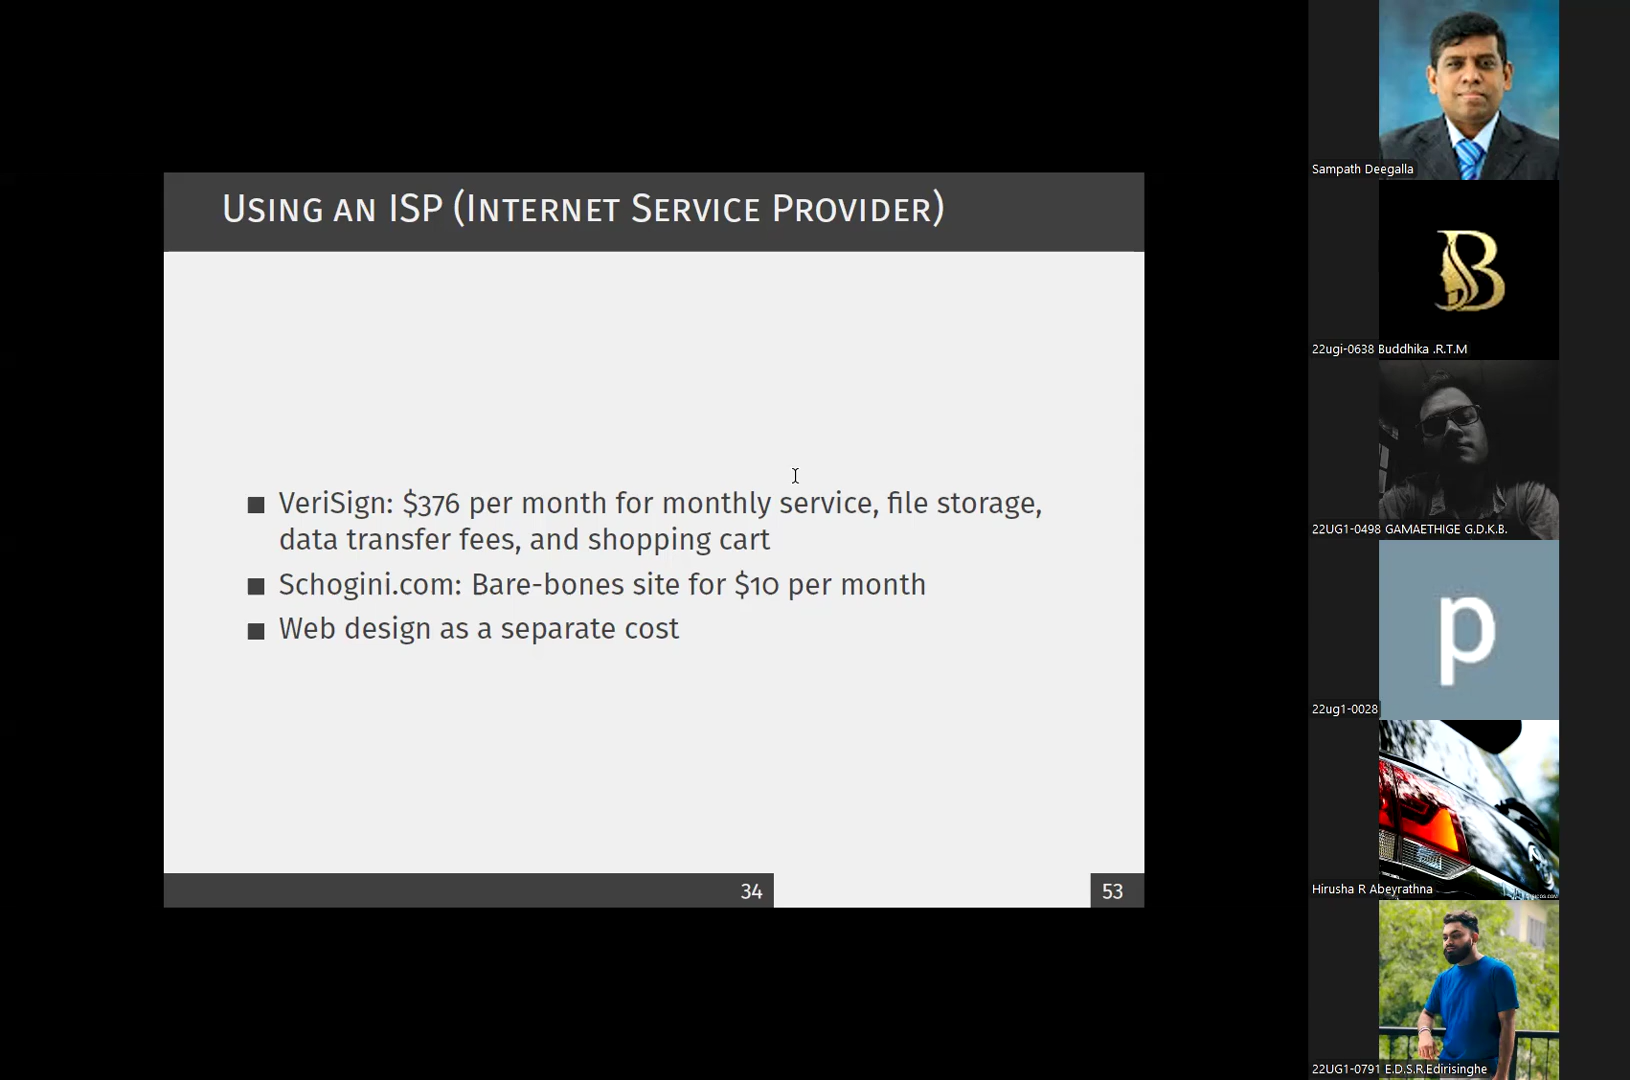 USING AN ISP (INTERNET SERVICE PROVIDER)
VeriSign: $376 per month for monthly service, file storage,
data transfer fees, and shopping cart
Schogini.com: Bare-bones site for $10 per month
Web design as a separate cost
34
53
Sampath Deegalla
B
22ugi-0638 Buddhika .R.T.M
22UG1-0498 GAMAETHIGE G.D.K.B.
p
22ug1-0028
Hirusha R Abeyrathna
22UG1-0791 E.D.S.R.Edirisinghe